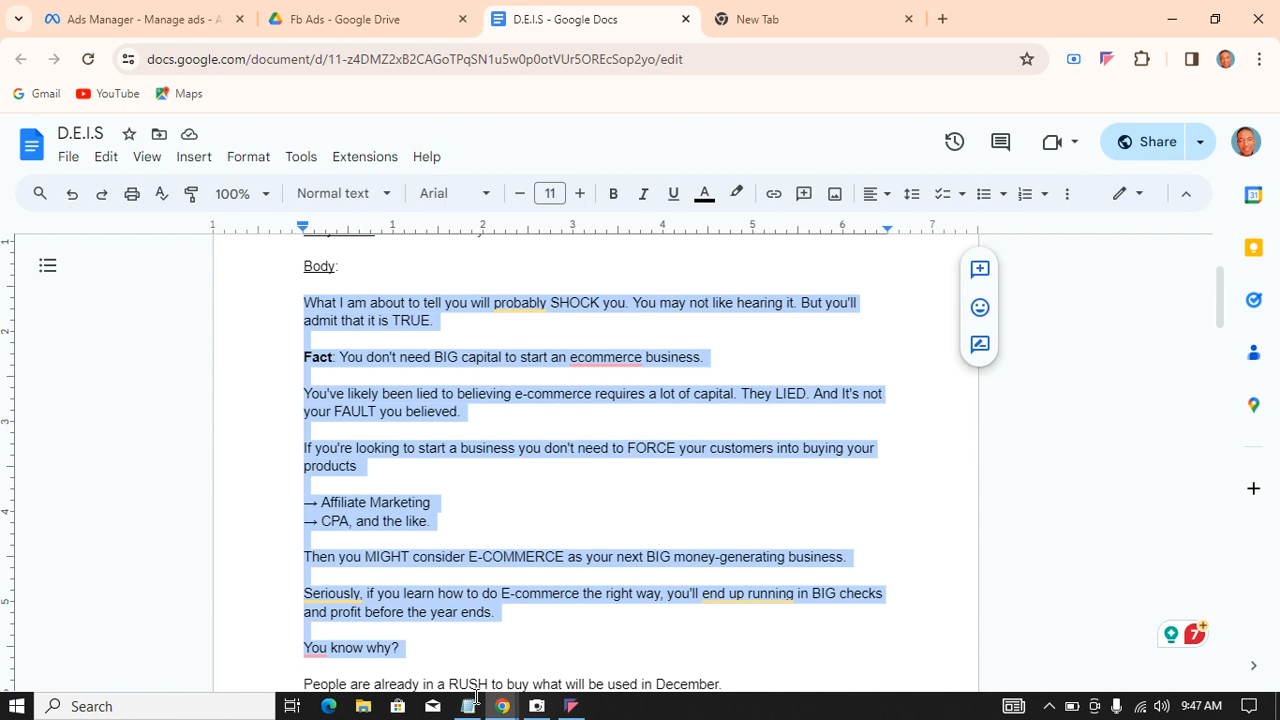 Ads Manager - Manage ads - A
Fb Ads - Google Drive
D.E.I.S - Google Docs
New Tab
docs.google.com/document/d/11-z4DMZ2xB2CAGoTPqSN1u5w0p0otVUr5OREcSop2yo/edit
Gmail
YouTube
Maps
D.E.I.S
File Edit View Insert Format Tools Extensions Help
Share
100% Normal text Arial 11
1 1 2 3 4 5 6 7
Body:
What I am about to tell you will probably SHOCK you. You may not like hearing it. But you'll
admit that it is TRUE.
Fact: You don't need BIG capital to start an ecommerce business.
You've likely been lied to believing e-commerce requires a lot of capital. They LIED. And It's not
your FAULT you believed.
If you're looking to start a business you don't need to FORCE your customers into buying your
products
→ Affiliate Marketing
→ CPA, and the like.
Then you MIGHT consider E-COMMERCE as your next BIG money-generating business.
Seriously, if you learn how to do E-commerce the right way, you'll end up running in BIG checks
and profit before the year ends.
You know why?
People are already in a RUSH to buy what will be used in December.
Search
9:47 AM